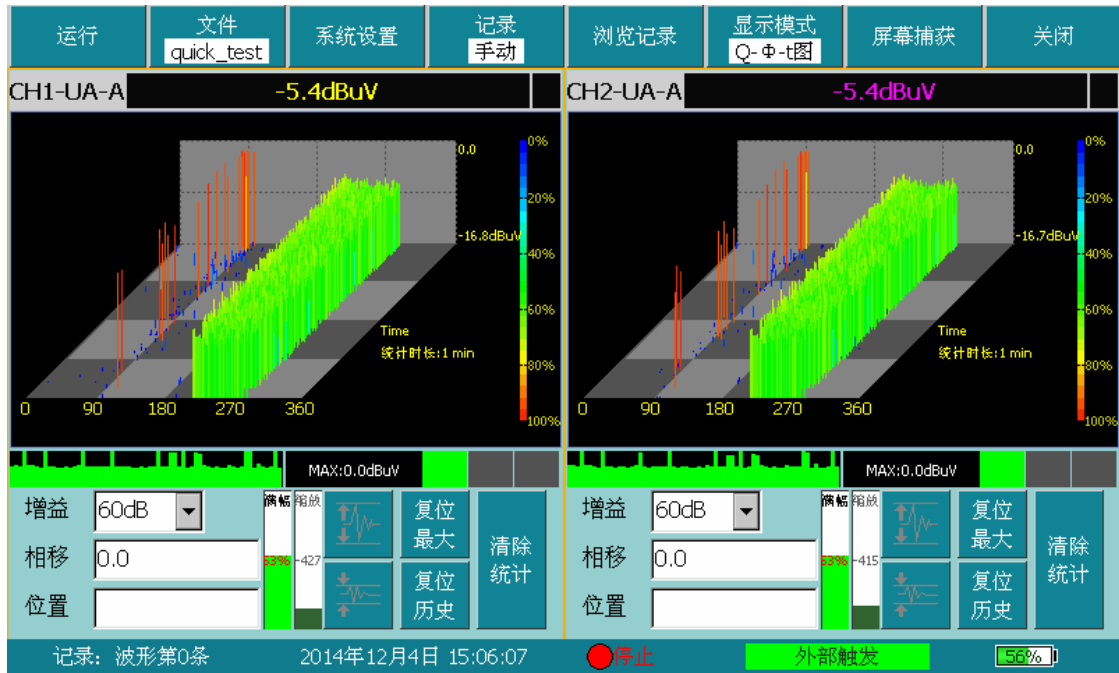 运行
文件
quick_test
系统设置
记录
手动
浏览记录
显示模式
Q-Φ-t图
屏幕捕获
关闭
CH1-UA-A
-5.4dBuV
CH2-UA-A
-5.4dBuV
0.0
-16.8dBuV
0%
20%
40%
60%
80%
100%
Time
统计时长:1 min
0 90 180 270 360
0.0
-16.7dBuV
0%
20%
40%
60%
80%
100%
Time
统计时长:1 min
0 90 180 270 360
MAX:0.0dBuV
MAX:0.0dBuV
增益
60dB
相移
0.0
位置
满幅
53%
缩放
-427
复位
最大
复位
历史
清除
统计
增益
60dB
相移
0.0
位置
满幅
53%
缩放
-415
复位
最大
复位
历史
清除
统计
记录：波形第0条
2014年12月4日 15:06:07
停止
外部触发
56%